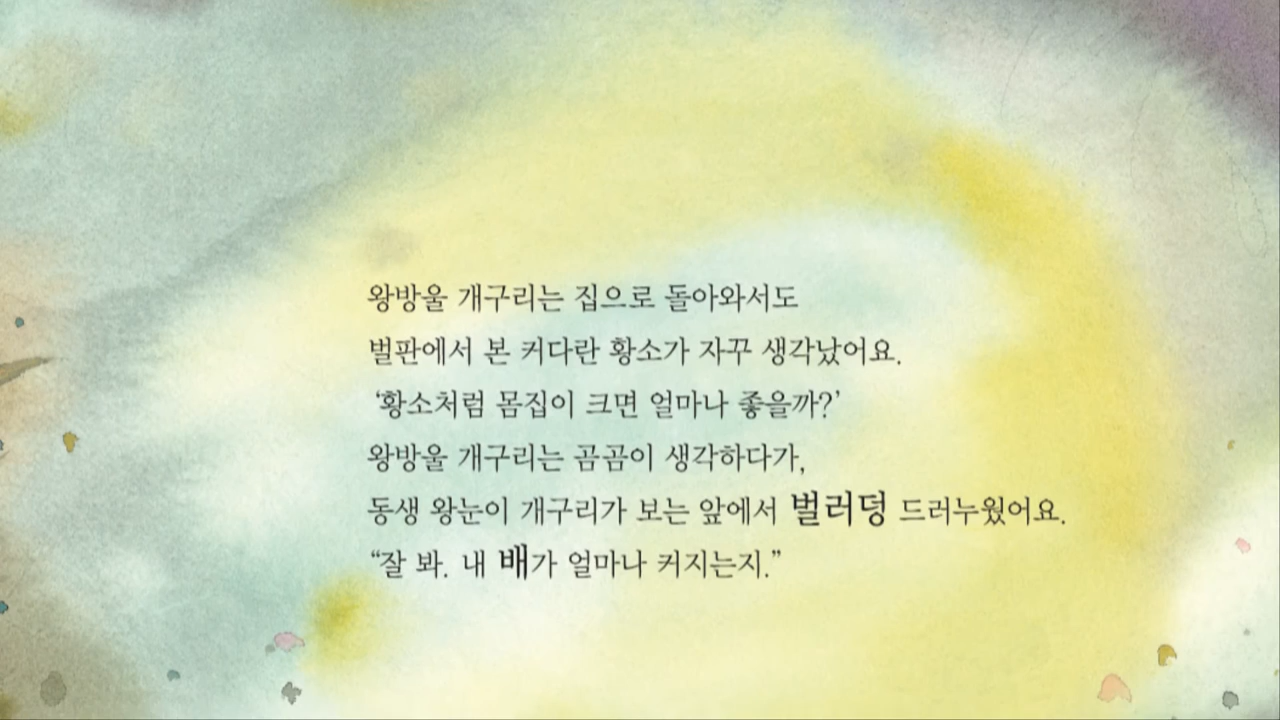 왕방울 개구리는 집으로 돌아와서도
벌판에서 본 커다란 황소가 자꾸 생각났어요.
‘황소처럼 몸집이 크면 얼마나 좋을까?’
왕방울 개구리는 곰곰이 생각하다가,
동생 왕눈이 개구리가 보는 앞에서 벌러덩 드러누웠어요.
“잘 봐. 내 배가 얼마나 커지는지.”